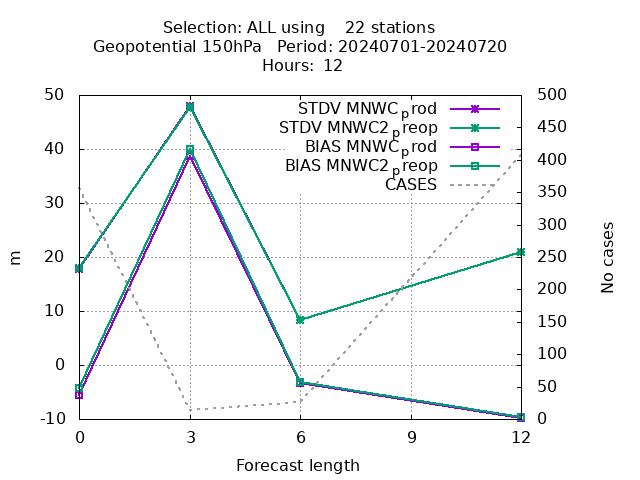 Selection: ALL using    22 stations
Geopotential 150hPa   Period: 20240701-20240720
Hours: 12
STDV MNWC_prod
STDV MNWC2_preop
BIAS MNWC_prod
BIAS MNWC2_preop
CASES
50
40
30
20
10
0
-10
m
500
450
400
350
300
250
200
150
100
50
0
No cases
0 3 6 9 12
Forecast length